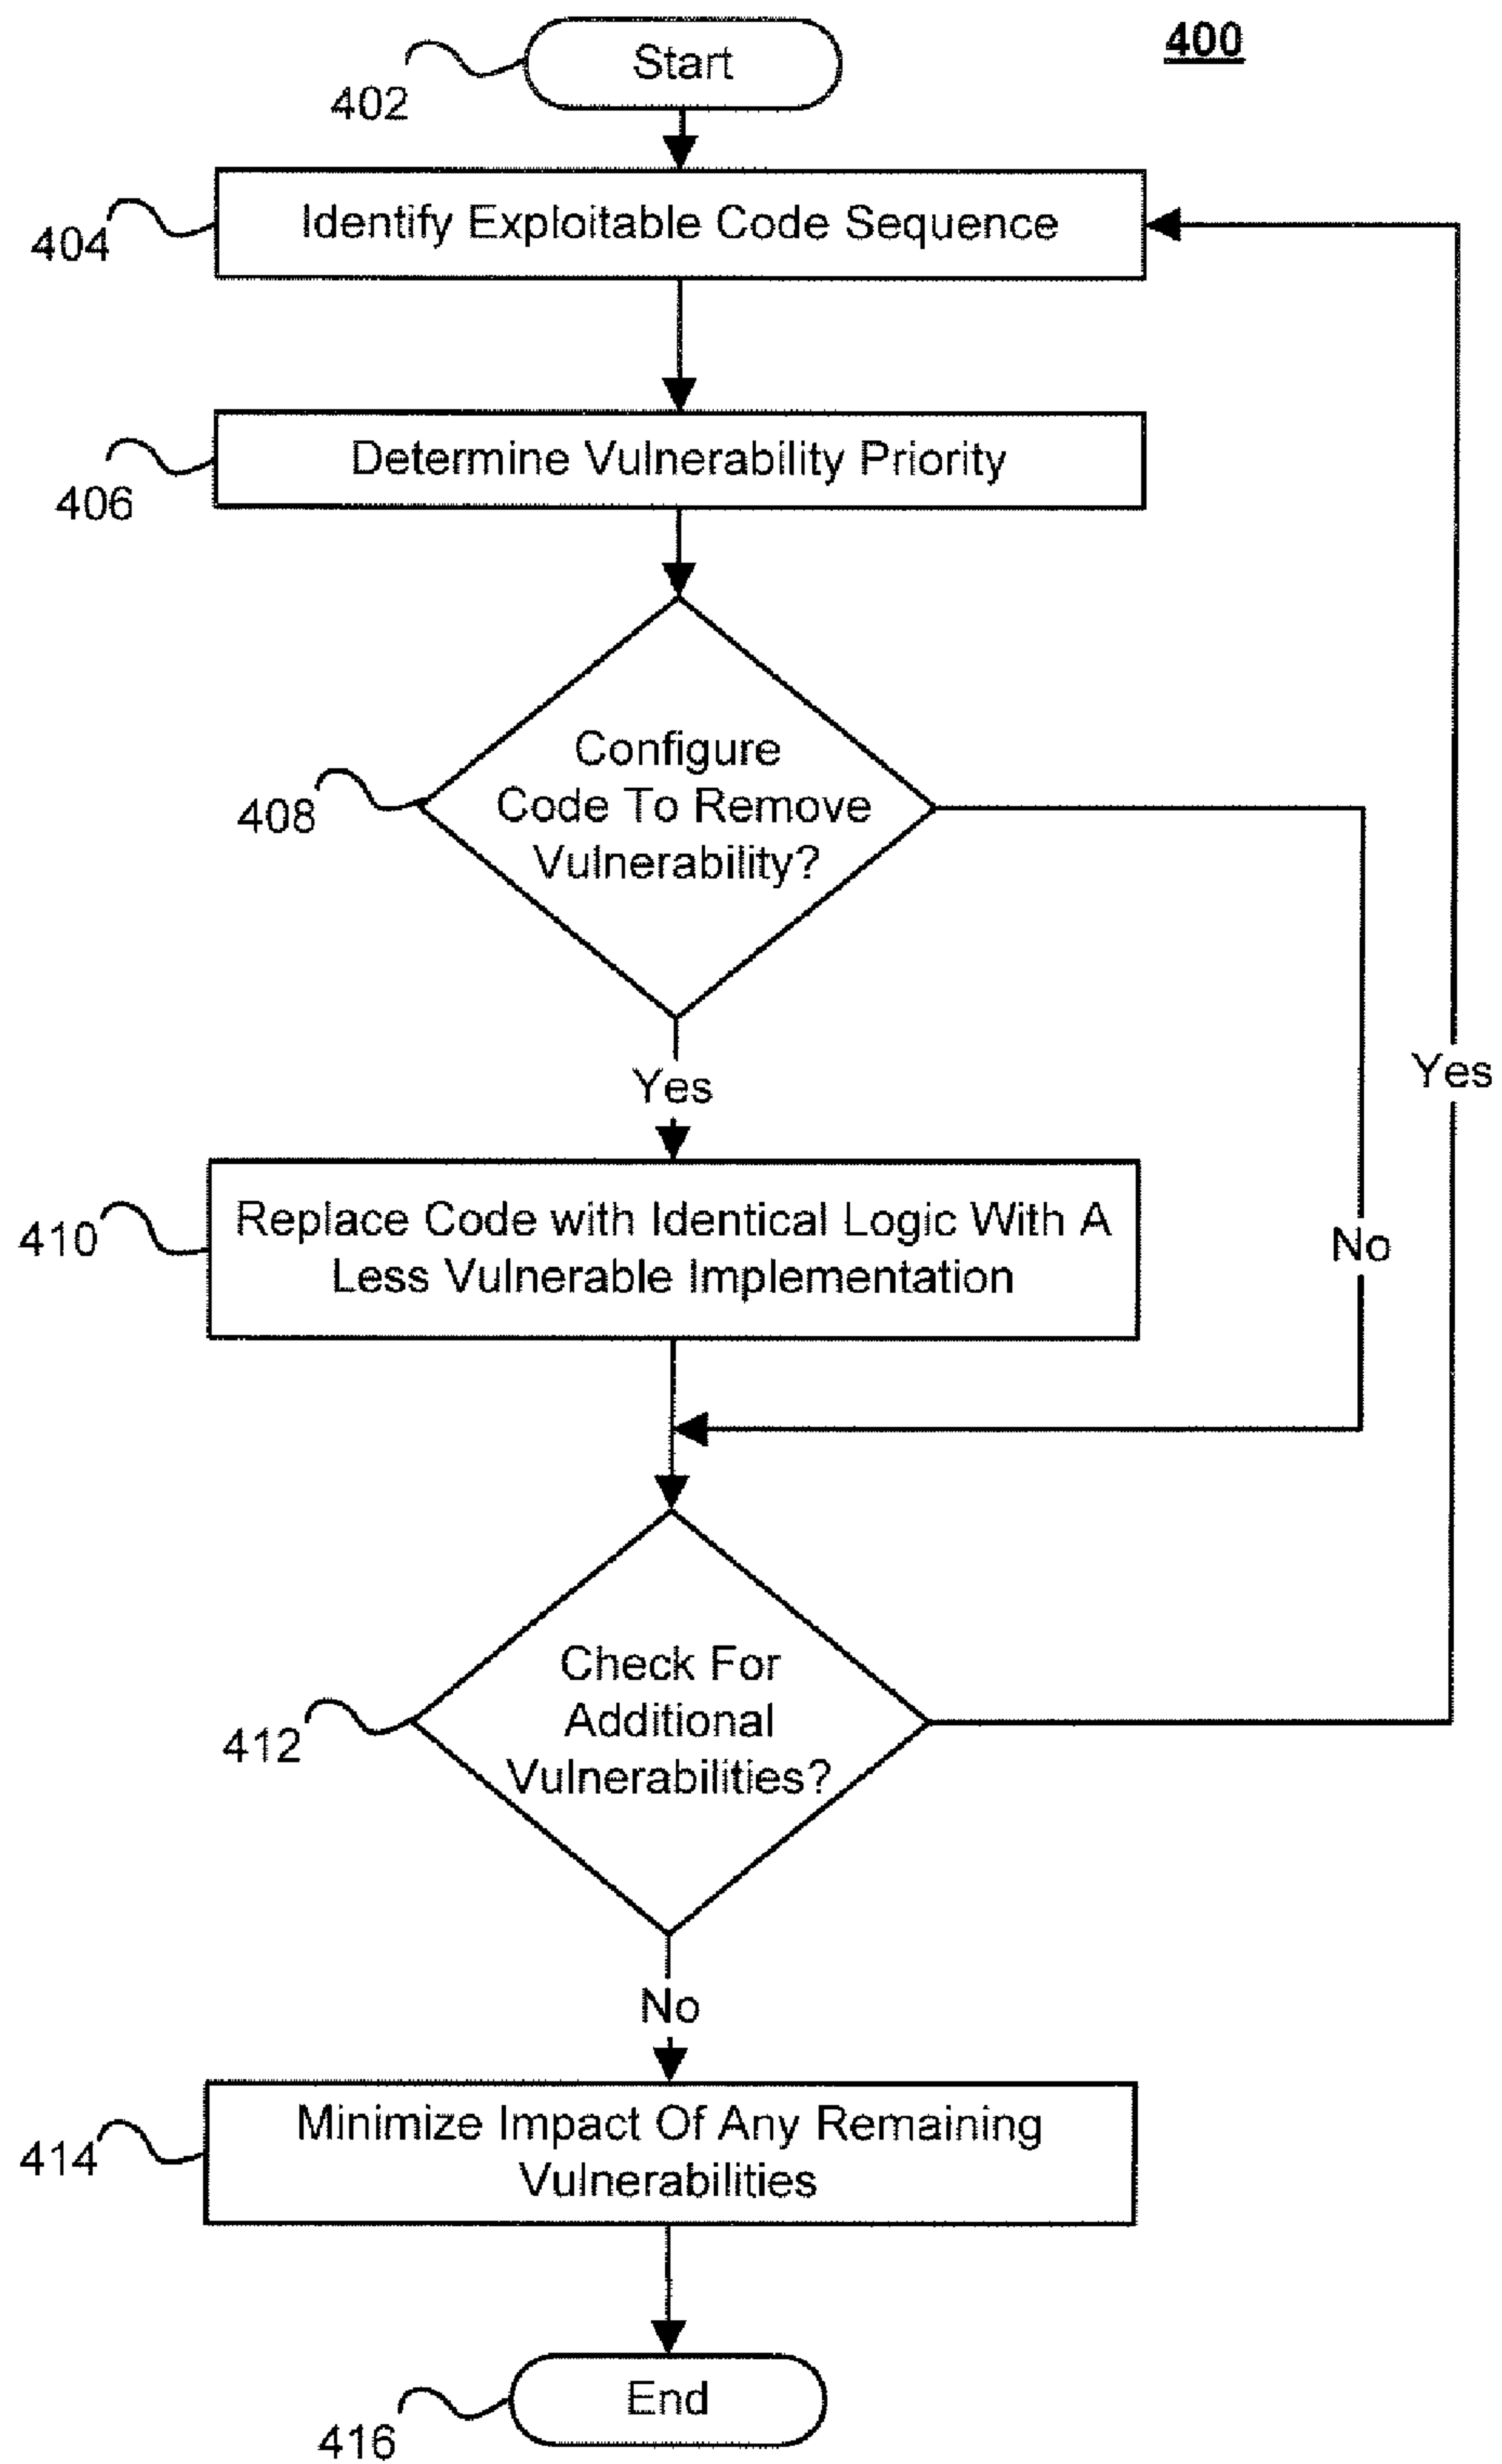 400
Start
402
Identify Exploitable Code Sequence
404
Determine Vulnerability Priority
406
Configure
Code To Remove
Vulnerability?
408
Yes
Yes
Replace Code with Identical Logic With A
Less Vulnerable Implementation
410
No
Check For
Additional
Vulnerabilities?
412
No
Minimize Impact Of Any Remaining
Vulnerabilities
414
End
416